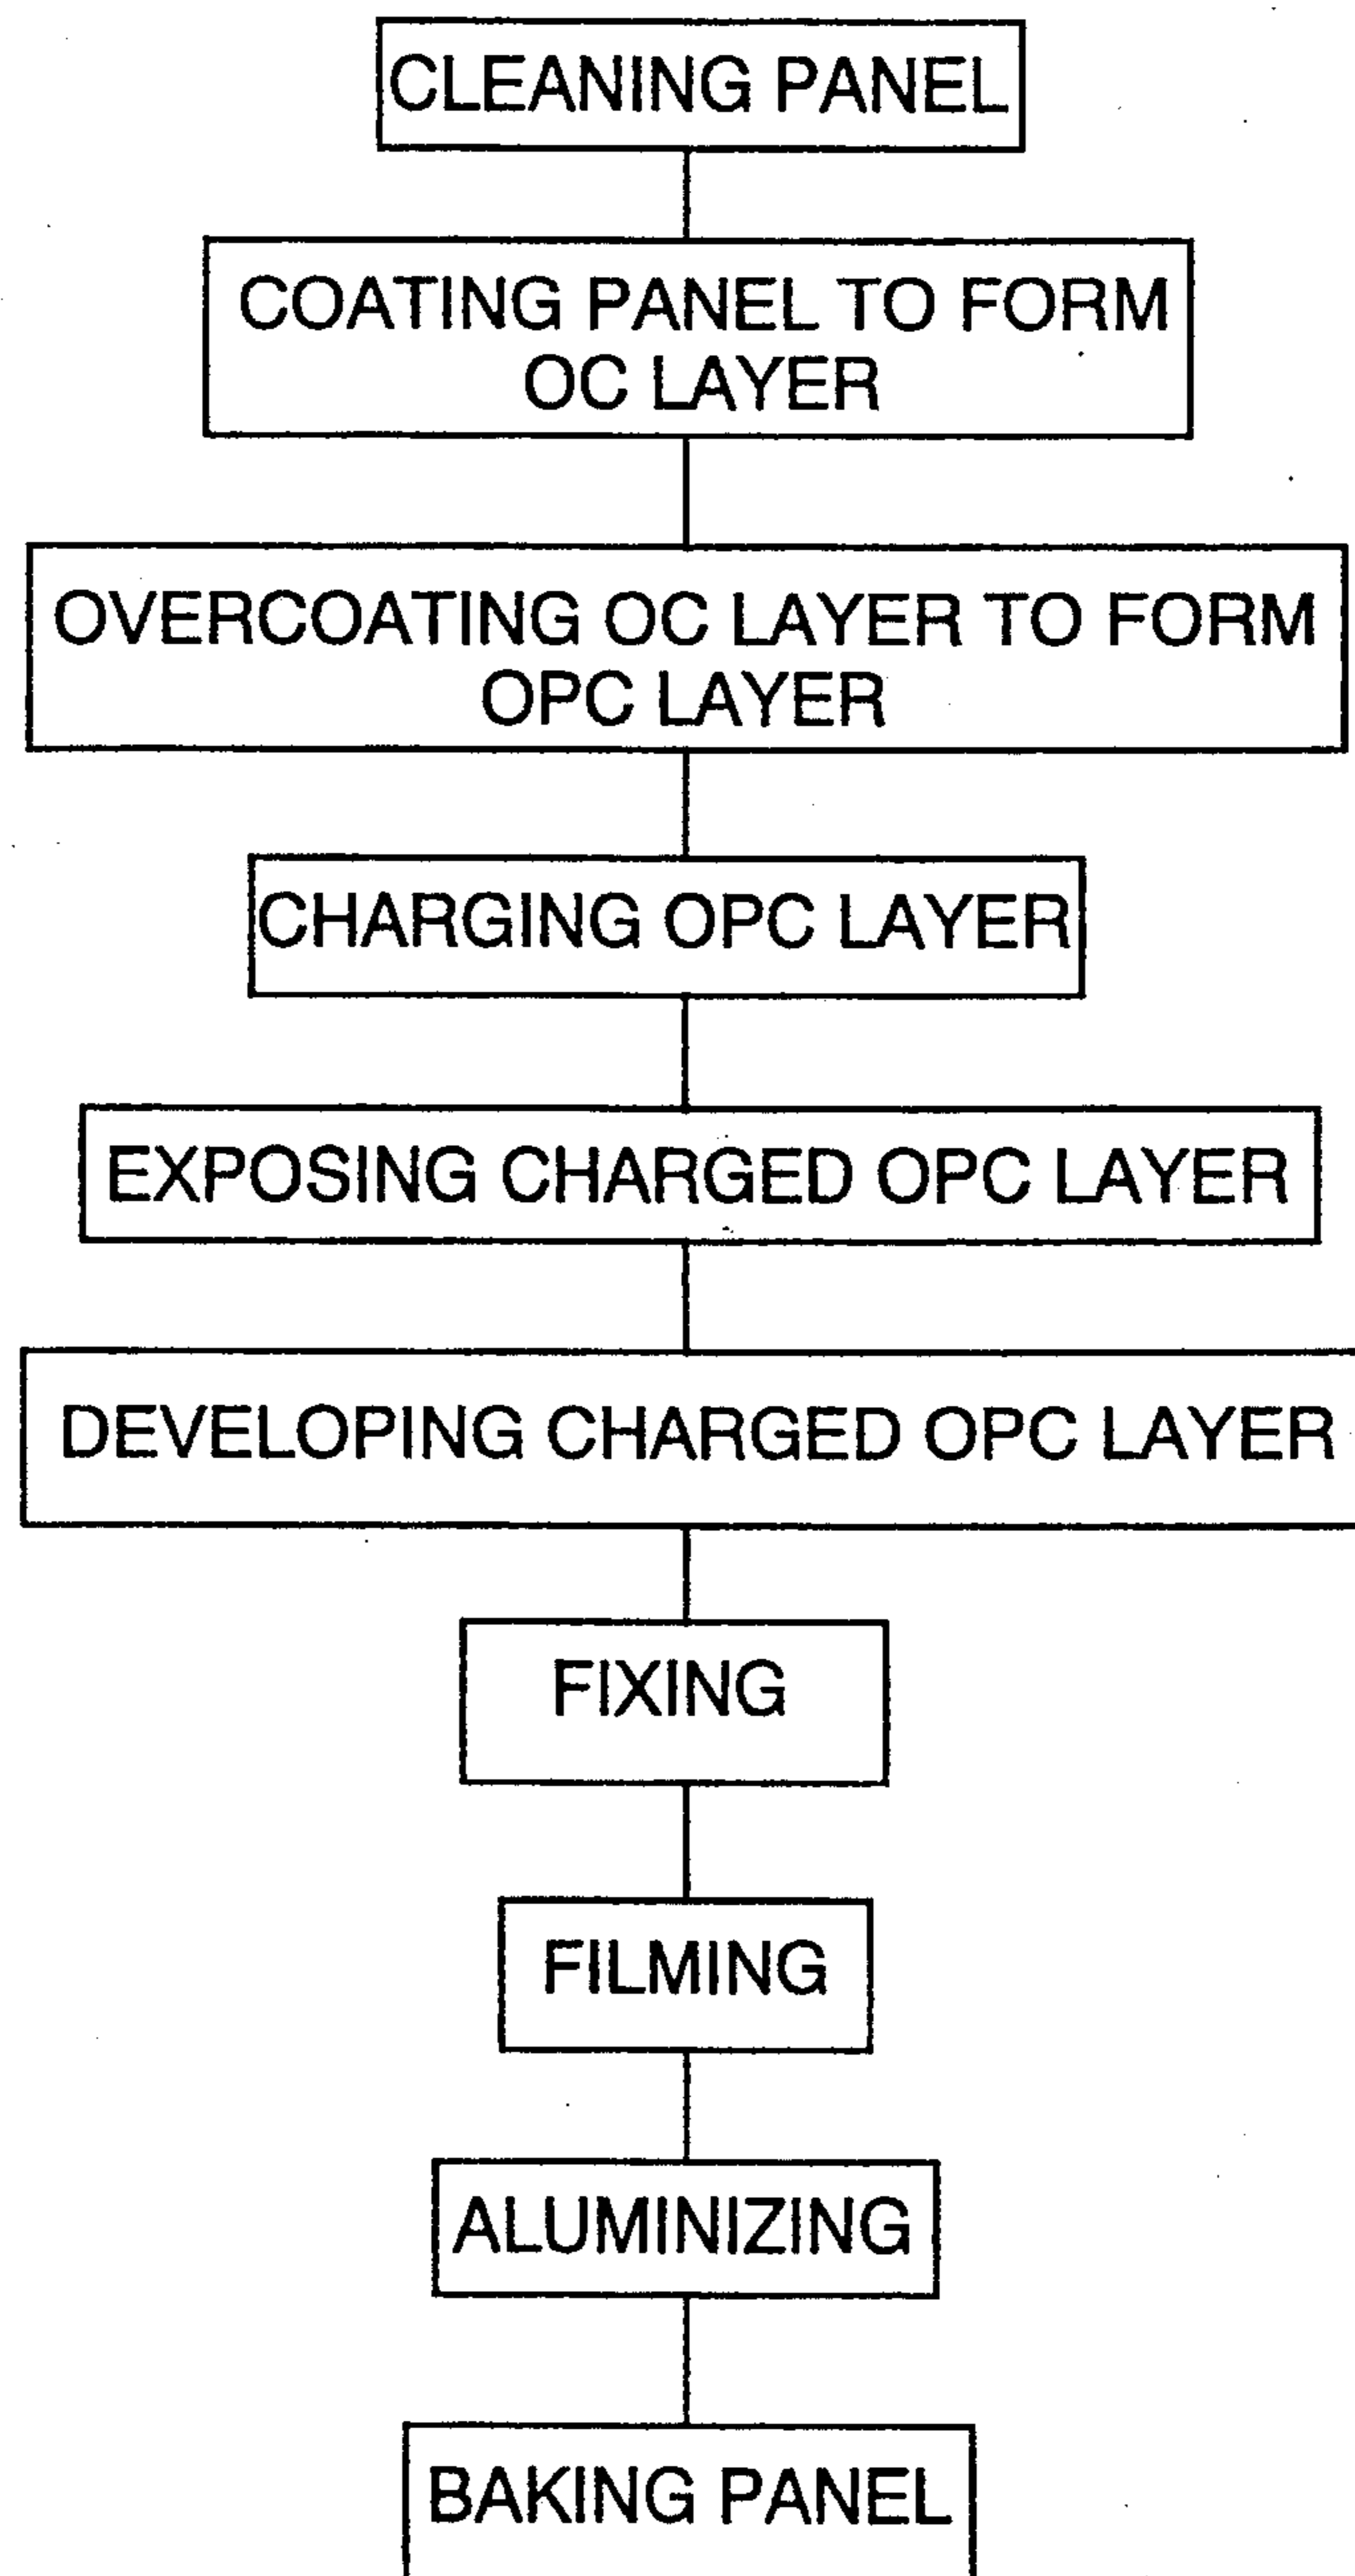 CLEANING PANEL
COATING PANEL TO FORM
OC LAYER
OVERCOATING OC LAYER TO FORM
OPC LAYER
CHARGING OPC LAYER
EXPOSING CHARGED OPC LAYER
DEVELOPING CHARGED OPC LAYER
FIXING
FILMING
ALUMINIZING
BAKING PANEL